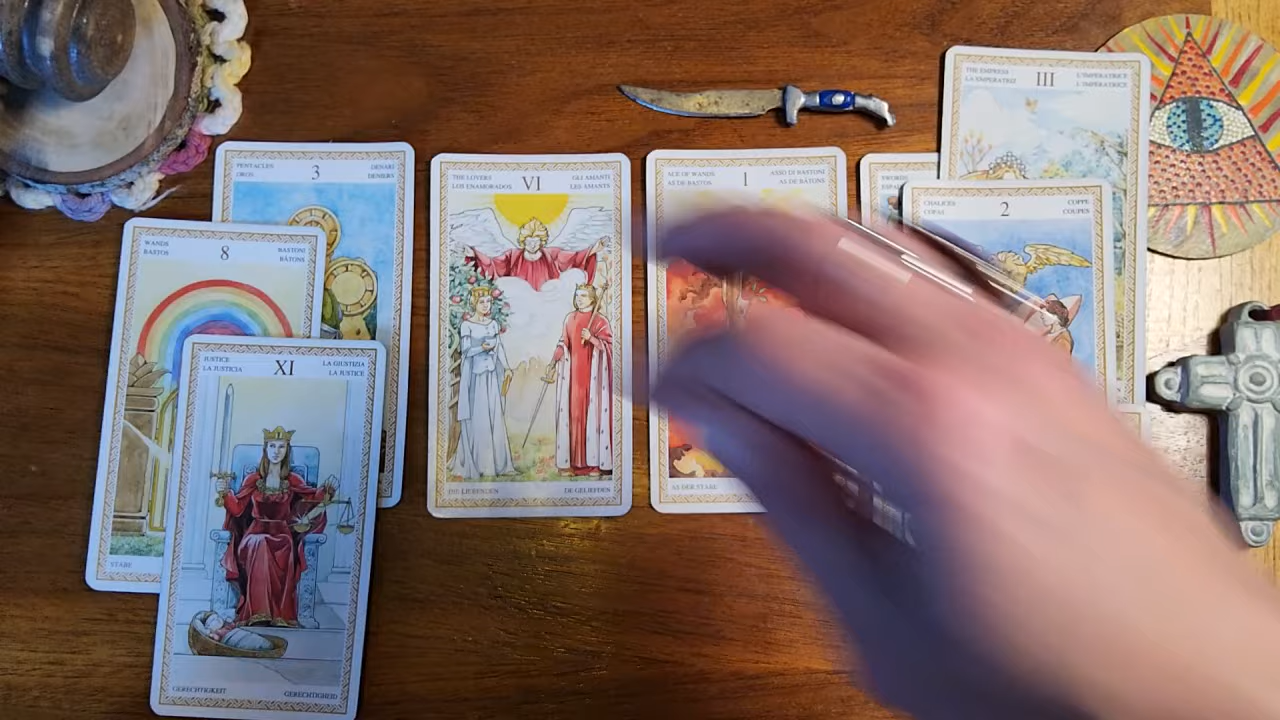 PENTACLES
OROS
3
DENARI
DENIERS
WANDS
BASTOS
8
BASTONI
BÂTONS
STÄBE
JUSTICE
LA JUSTICIA
XI
LA GIUSTIZIA
LA JUSTICE
GERECHTIGKEIT
GERECHTIGHEID
THE LOVERS
LOS ENAMORADOS
VI
GLI AMANTI
LES AMANTS
DIE LIEBENDEN
DE GELIEFDEN
ACE OF WANDS
AS DE BASTOS
I
ASSO DI BASTONI
AS DE BÂTONS
AS DER STÄBE
SWORDS
THE EMPRESS
LA EMPERATRIZ
III
L'IMPERATRICE
L'IMPERATRICE
CHALICES
COPAS
2
COPPE
COUPES